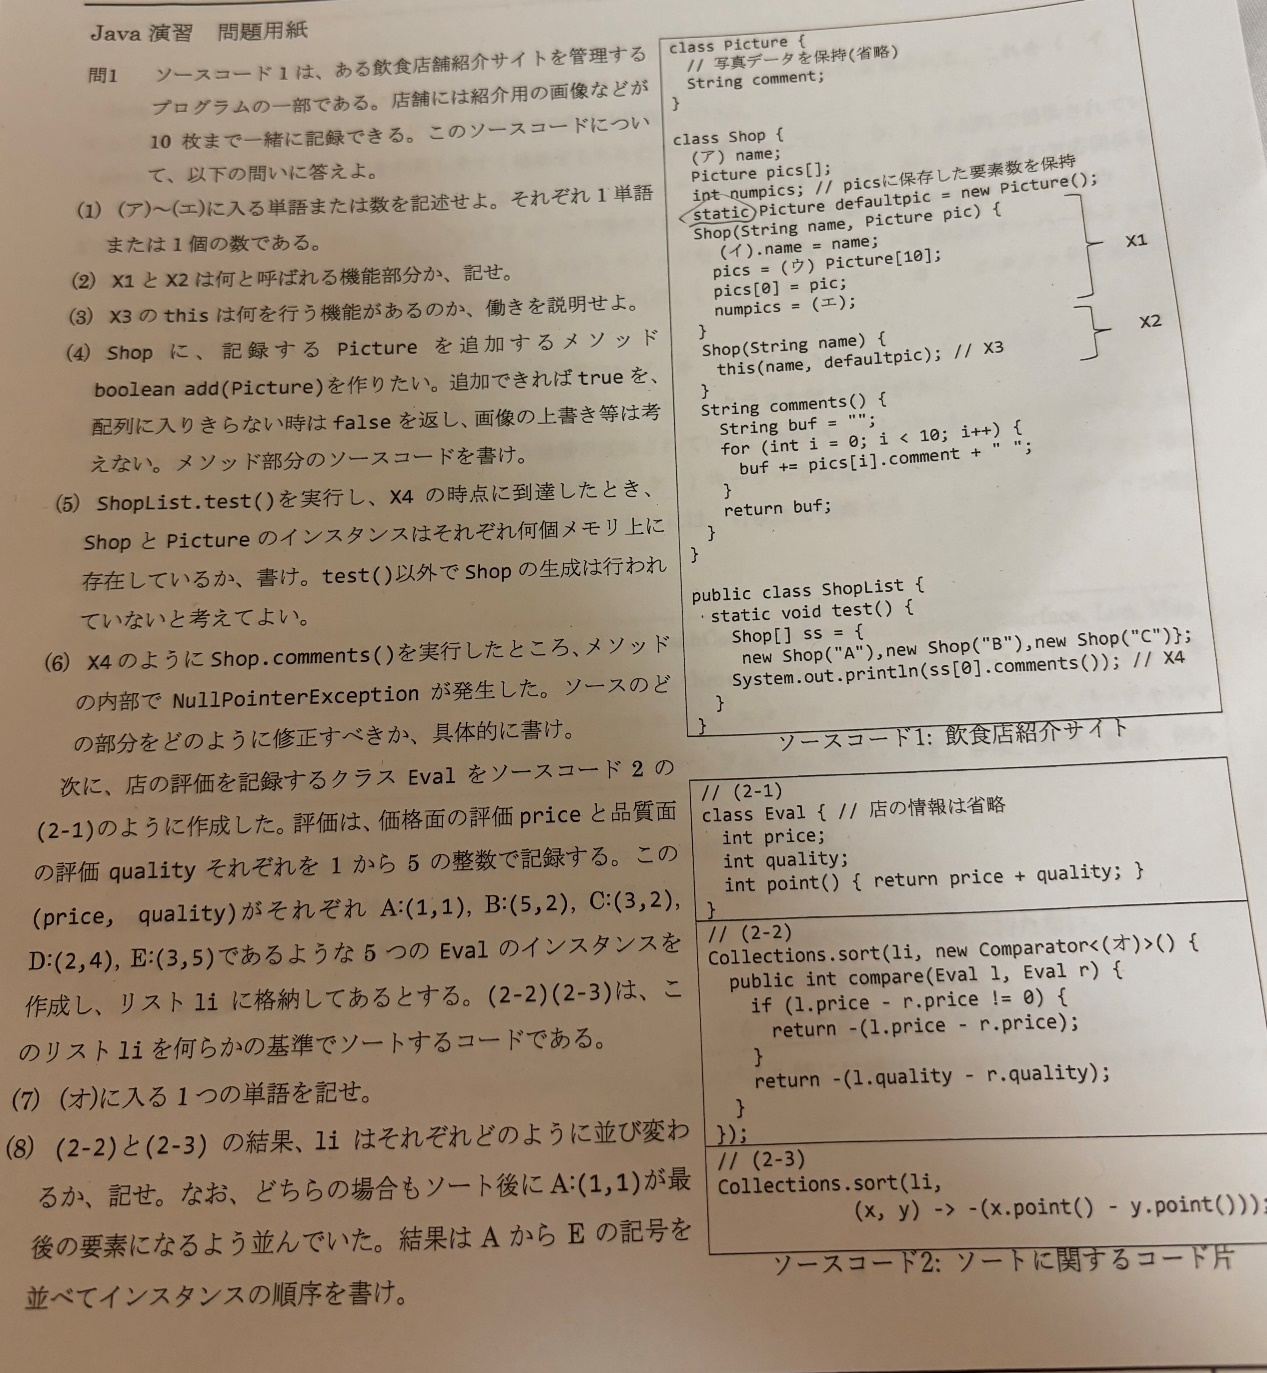 Java 演習　問題用紙
問1　ソースコード1は、ある飲食店舗紹介サイトを管理する
プログラムの一部である。店舗には紹介用の画像などが
10 枚まで一緒に記録できる。このソースコードについ
て、以下の問いに答えよ。
(1) (ア)~(エ)に入る単語または数を記述せよ。それぞれ 1 単語
または 1 個の数である。
(2) X1 と X2 は何と呼ばれる機能部分か、記せ。
(3) X3 の this は何を行う機能があるのか、働きを説明せよ。
(4) Shop に、記録する Picture を追加するメソッド
boolean add(Picture)を作りたい。追加できれば true を、
配列に入りきらない時は false を返し、画像の上書き等は考
えない。メソッド部分のソースコードを書け。
(5) ShopList.test()を実行し、X4 の時点に到達したとき、
Shop と Picture のインスタンスはそれぞれ何個メモリ上に
存在しているか、書け。test()以外で Shop の生成は行われ
ていないと考えてよい。
(6) X4 のように Shop.comments()を実行したところ、メソッド
の内部で NullPointerException が発生した。ソースのど
の部分をどのように修正すべきか、具体的に書け。
次に、店の評価を記録するクラス Eval をソースコード 2 の
(2-1)のように作成した。評価は、価格面の評価 price と品質面
の評価 quality それぞれを 1 から 5 の整数で記録する。この
(price, quality)がそれぞれ A:(1,1), B:(5,2), C:(3,2),
D:(2,4), E:(3,5)であるような 5 つの Eval のインスタンスを
作成し、リスト li に格納してあるとする。(2-2)(2-3)は、こ
のリスト li を何らかの基準でソートするコードである。
(7) (オ)に入る 1 つの単語を記せ。
(8) (2-2)と(2-3) の結果、li はそれぞれどのように並び変わ
るか、記せ。なお、どちらの場合もソート後に A:(1,1)が最
後の要素になるよう並んでいた。結果は A から E の記号を
並べてインスタンスの順序を書け。
class Picture {
// 写真データを保持(省略)
String comment;
}
class Shop {
(ア) name;
Picture pics[];
int numpics; // picsに保存した要素数を保持
static Picture defaultpic = new Picture();
Shop(String name, Picture pic) {
(イ).name = name;
pics = (ウ) Picture[10];
pics[0] = pic;
numpics = (エ);
}
X1
Shop(String name) {
this(name, defaultpic); // X3
}
X2
String comments() {
String buf = "";
for (int i = 0; i < 10; i++) {
buf += pics[i].comment + " ";
}
return buf;
}
}
public class ShopList {
static void test() {
Shop[] ss = {
new Shop("A"),new Shop("B"),new Shop("C")};
System.out.println(ss[0].comments()); // X4
}
}
ソースコード1: 飲食店紹介サイト
// (2-1)
class Eval { // 店の情報は省略
int price;
int quality;
int point() { return price + quality; }
}
// (2-2)
Collections.sort(li, new Comparator<(オ)>() {
public int compare(Eval l, Eval r) {
if (l.price - r.price != 0) {
return -(l.price - r.price);
}
return -(l.quality - r.quality);
}
});
// (2-3)
Collections.sort(li,
(x, y) -> -(x.point() - y.point()));
ソースコード2: ソートに関するコード片